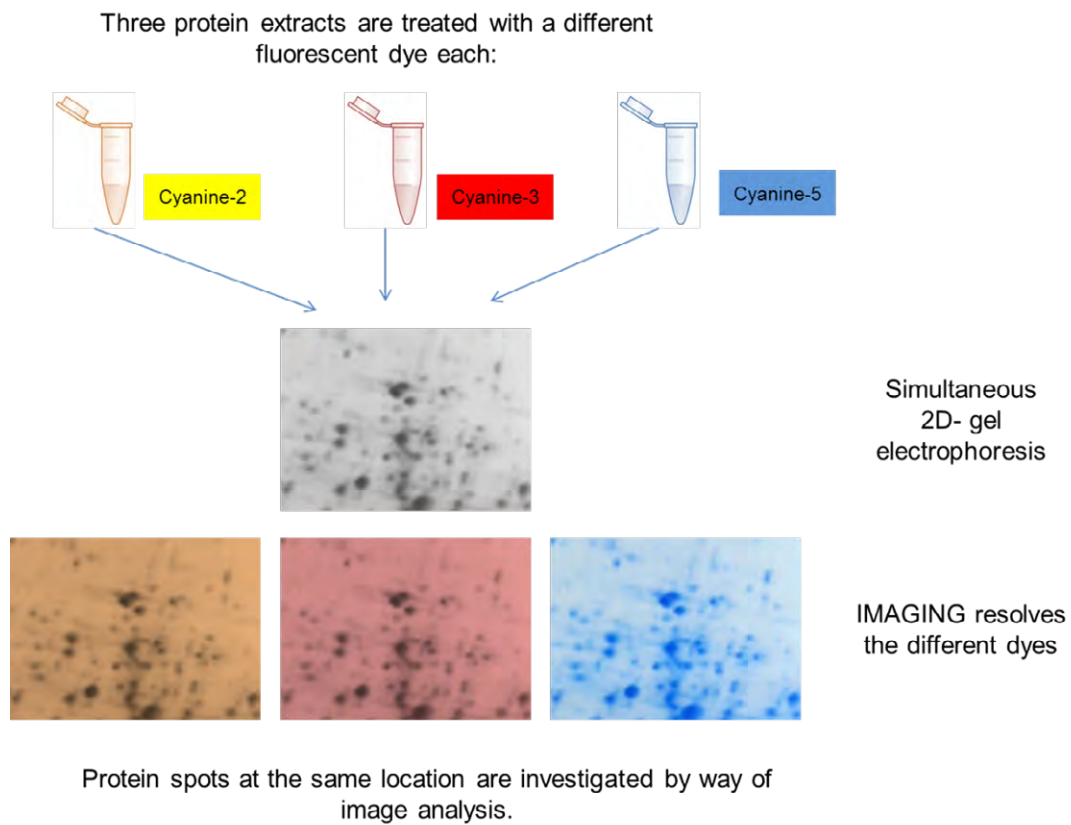 Three protein extracts are treated with a different
fluorescent dye each:
Cyanine-2
Cyanine-3
Cyanine-5
Simultaneous
2D- gel
electrophoresis
IMAGING resolves
the different dyes
Protein spots at the same location are investigated by way of
image analysis.